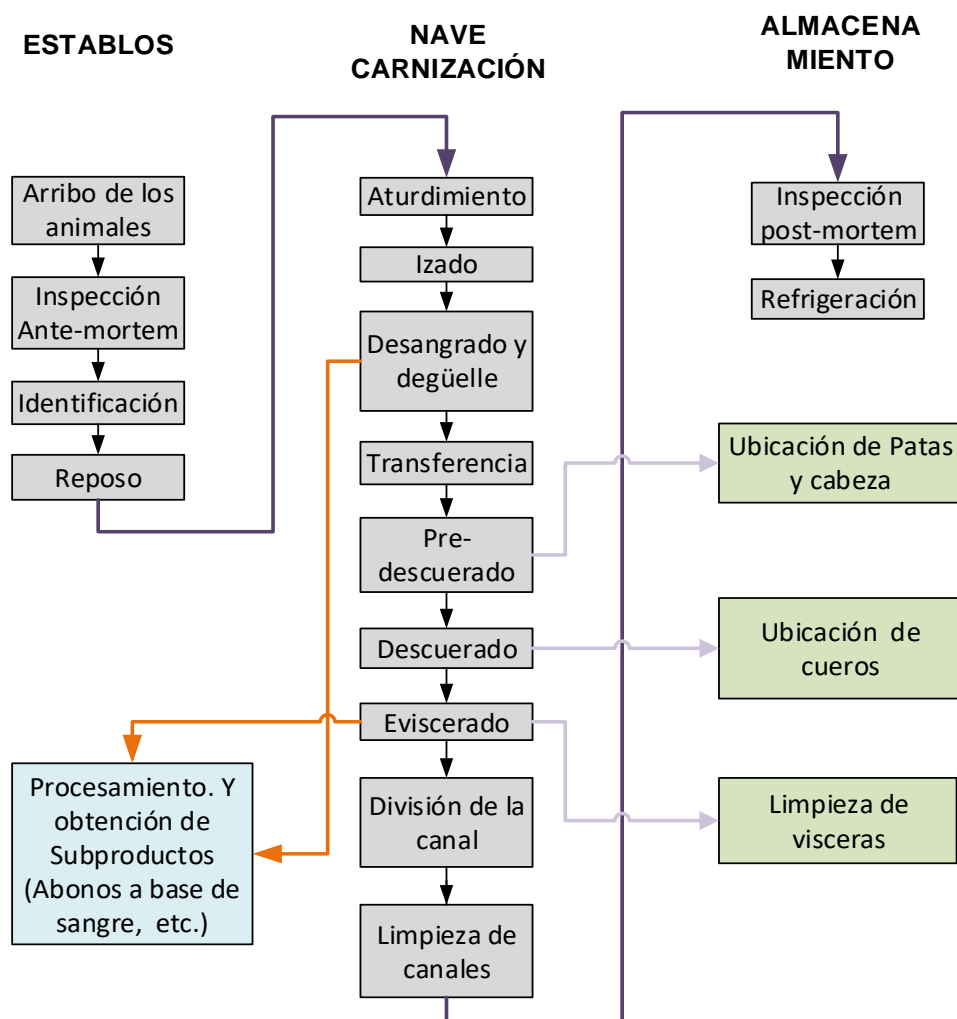 ESTABLOS
Arribo de los
animales
Inspección
Ante-mortem
Identificación
Reposo
Procesamiento. Y
obtención de
Subproductos
(Abonos a base de
sangre, etc.)
NAVE
CARNIZACIÓN
Aturdimiento
Izado
Desangrado y
degüelle
Transferencia
Pre-
descuerado
Descuerado
Eviscerado
División de la
canal
Limpieza de
canales
ALMACENA
MIENTO
Inspección
post-mortem
Refrigeración
Ubicación de Patas
y cabeza
Ubicación de
cueros
Limpieza de
visceras